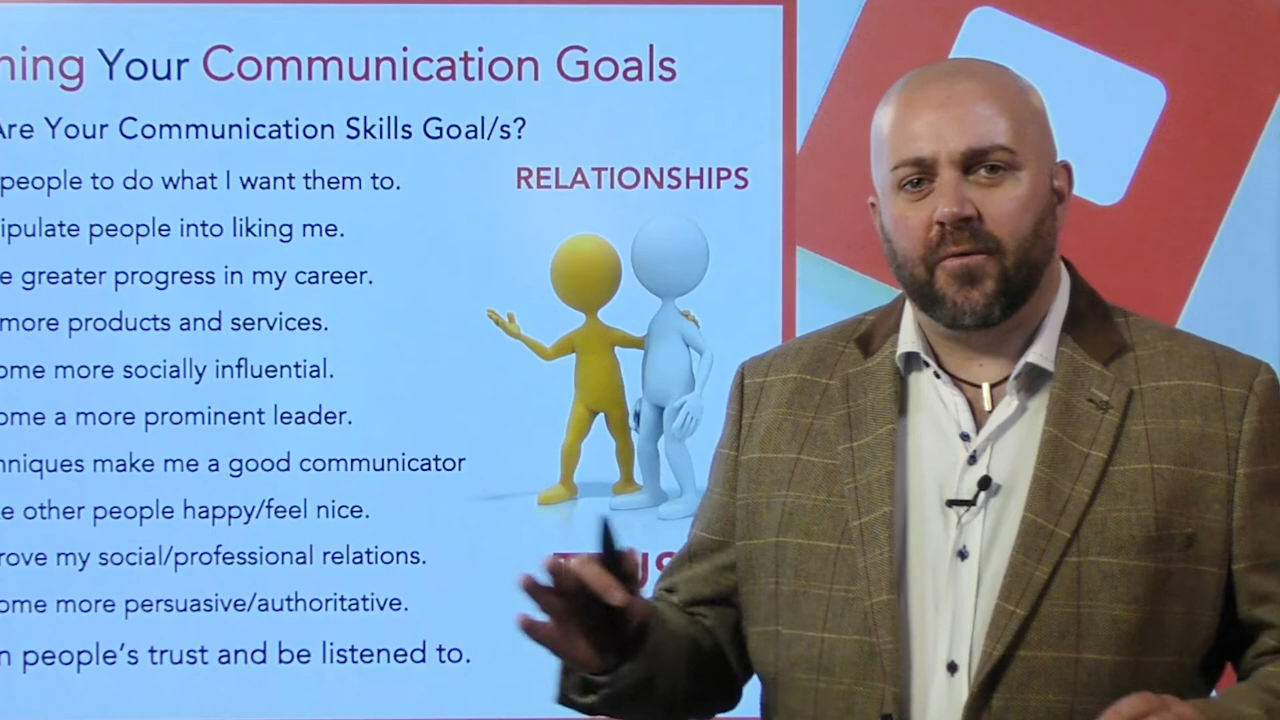 ning Your Communication Goals
Are Your Communication Skills Goal/s?
people to do what I want them to.
RELATIONSHIPS
ipulate people into liking me.
e greater progress in my career.
more products and services.
ome more socially influential.
ome a more prominent leader.
nniques make me a good communicator
ke other people happy/feel nice.
rove my social/professional relations.
TRUS
ome more persuasive/authoritative.
n people's trust and be listened to.